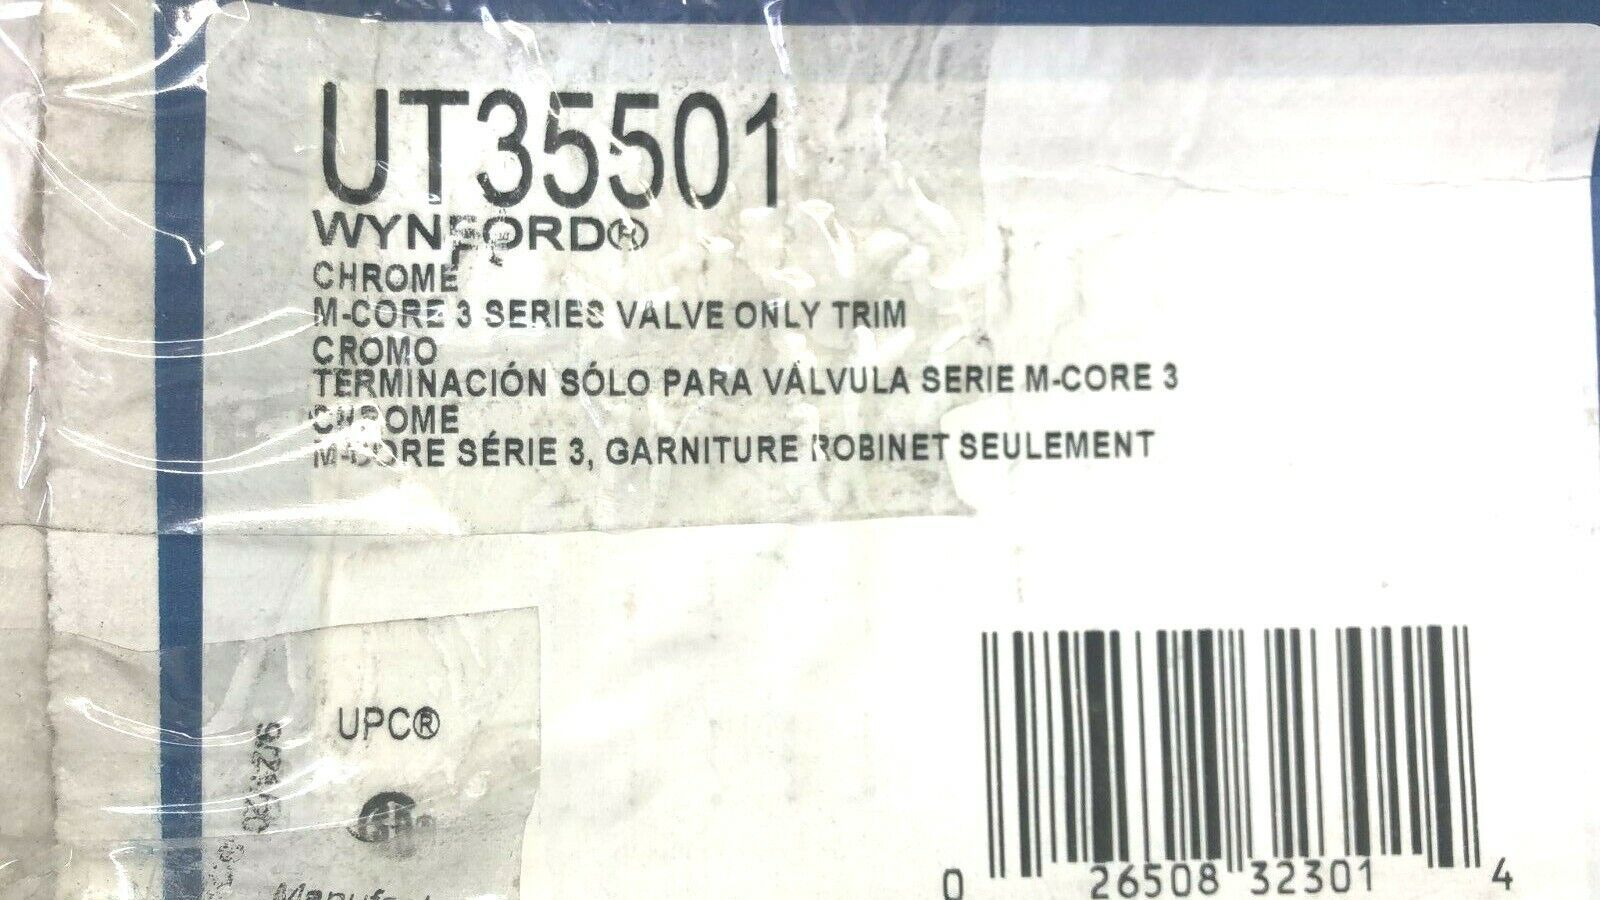 UT35501
WYNFORD®
CHROME
M-CORE 3 SERIES VALVE ONLY TRIM
CROMO
TERMINACIÓN SÓLO PARA VÁLVULA SERIE M-CORE 3
CHROME
M-CORE SÉRIE 3, GARNITURE ROBINET SEULEMENT
UPC®
0 26508 32301 4